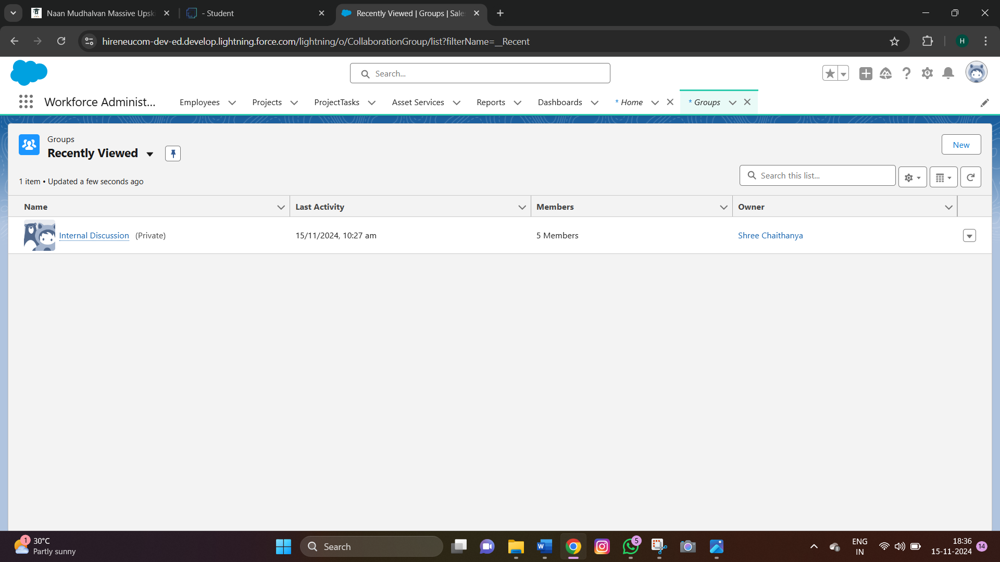 Naan Mudhalvan Massive Upsk
- Student
Recently Viewed | Groups | Sale
hireneucom-dev-ed.develop.lightning.force.com/lightning/o/CollaborationGroup/list?filterName=__Recent
H
Search...
Workforce Administ...
Employees
Projects
ProjectTasks
Asset Services
Reports
Dashboards
* Home
* Groups
Groups
Recently Viewed
New
1 item • Updated a few seconds ago
Search this list...
Name
Last Activity
Members
Owner
Internal Discussion (Private)
15/11/2024, 10:27 am
5 Members
Shree Chaithanya
1
30°C
Partly sunny
Search
W
5
ENG
IN
18:36
15-11-2024
14